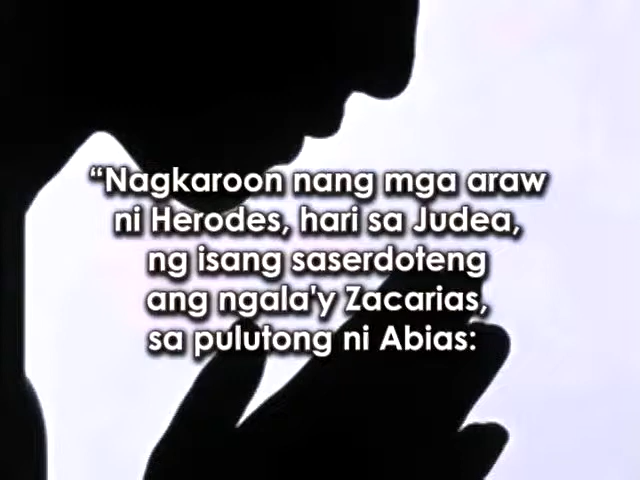 “Nagkaroon nang mga araw
ni Herodes, hari sa Judea,
ng isang saserdoteng
ang ngala'y Zacarias,
sa pulutong ni Abias: